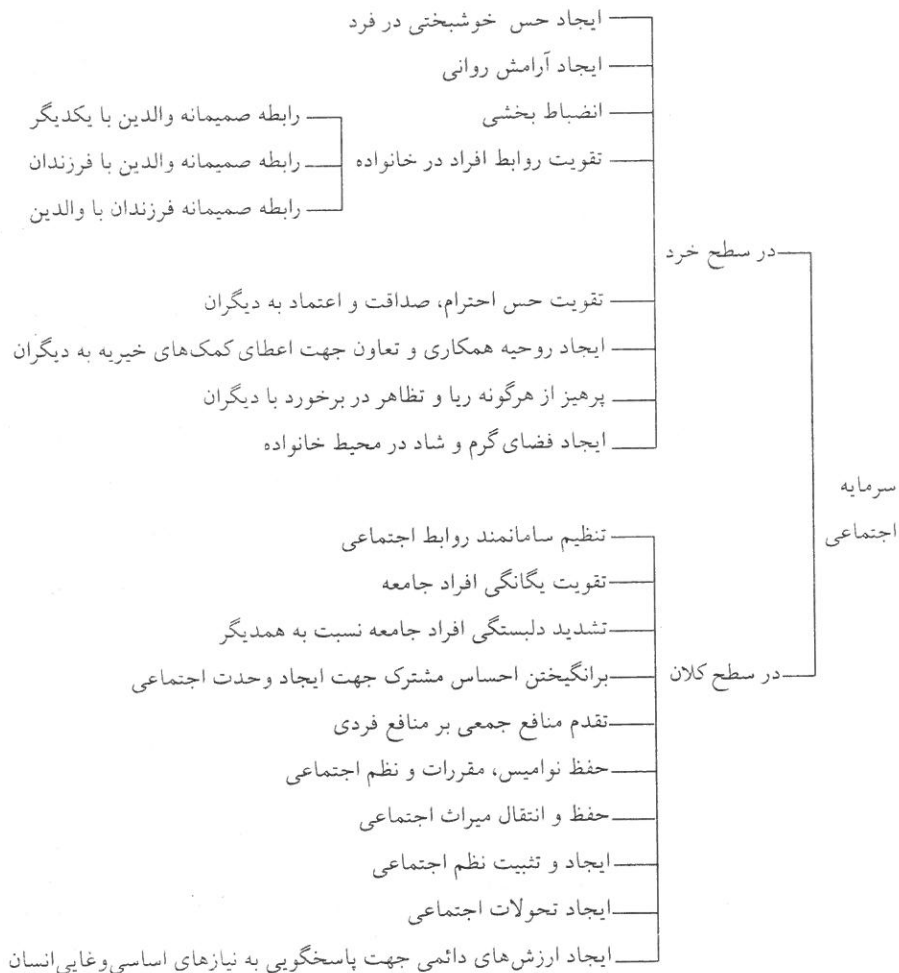 ایجاد حس خوشبختی در فرد
ایجاد آرامش روانی
انضباط بخشی
تقویت روابط افراد در خانواده
رابطه صمیمانه والدین با یکدیگر
رابطه صمیمانه والدین با فرزندان
رابطه صمیمانه فرزندان با والدین
در سطح خرد
تقویت حس احترام، صداقت و اعتماد به دیگران
ایجاد روحیه همکاری و تعاون جهت اعطای کمک‌های خیریه به دیگران
پرهیز از هرگونه ریا و تظاهر در برخورد با دیگران
ایجاد فضای گرم و شاد در محیط خانواده
سرمایه
اجتماعی
تنظیم سامانمند روابط اجتماعی
تقویت یگانگی افراد جامعه
تشدید دلبستگی افراد جامعه نسبت به همدیگر
در سطح کلان
برانگیختن احساس مشترک جهت ایجاد وحدت اجتماعی
تقدم منافع جمعی بر منافع فردی
حفظ نوامیس، مقررات و نظم اجتماعی
حفظ و انتقال میراث اجتماعی
ایجاد و تثبیت نظم اجتماعی
ایجاد تحولات اجتماعی
ایجاد ارزش‌های دائمی جهت پاسخگویی به نیازهای اساسی و غایی انسان